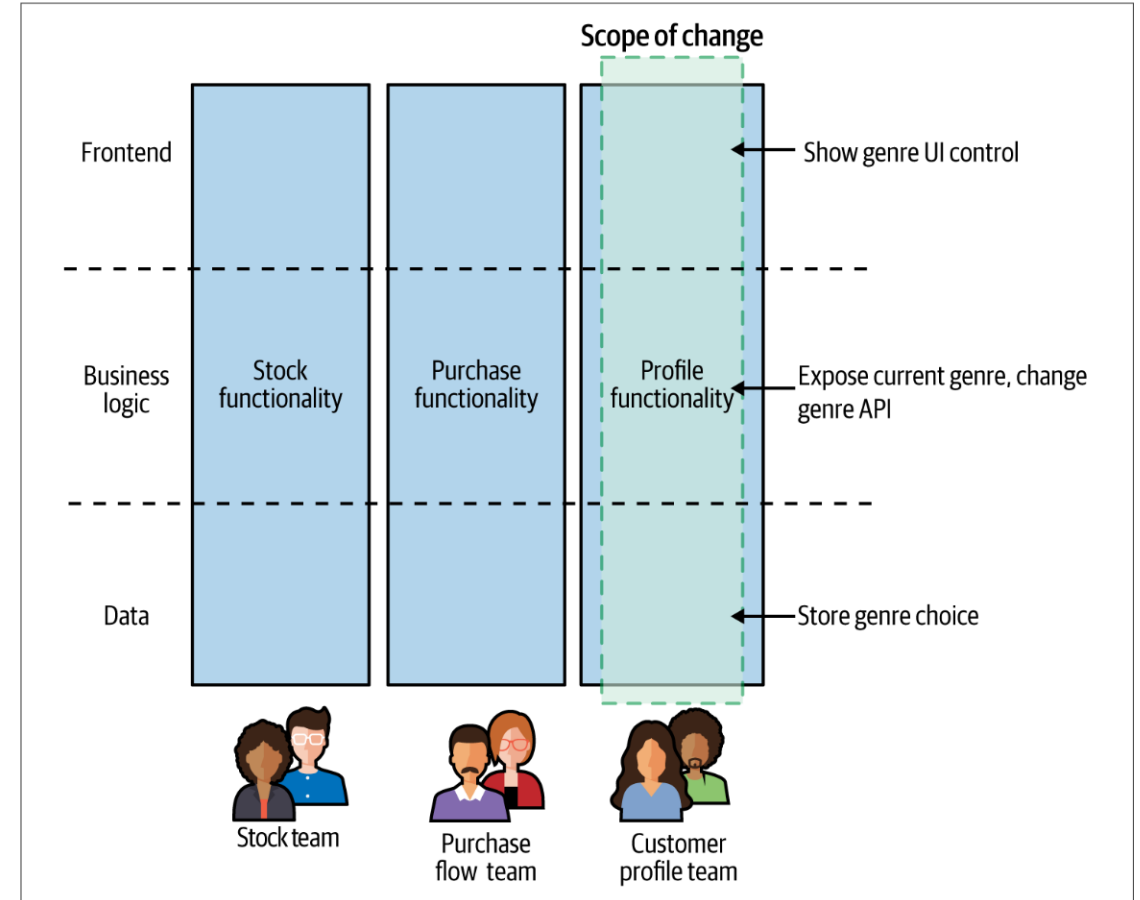 Scope of change
Frontend
Show genre UI control
Business
logic
Stock
functionality
Purchase
functionality
Profile
functionality
Expose current genre, change
genre API
Data
Store genre choice
Stock team
Purchase
flow team
Customer
profile team